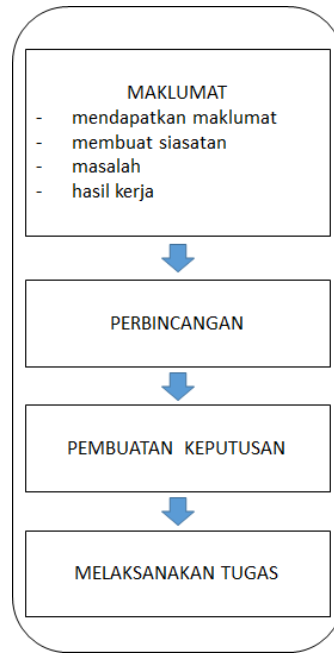 MAKLUMAT
- mendapatkan maklumat
- membuat siasatan
- masalah
- hasil kerja
PERBINCANGAN
PEMBUATAN KEPUTUSAN
MELAKSANAKAN TUGAS